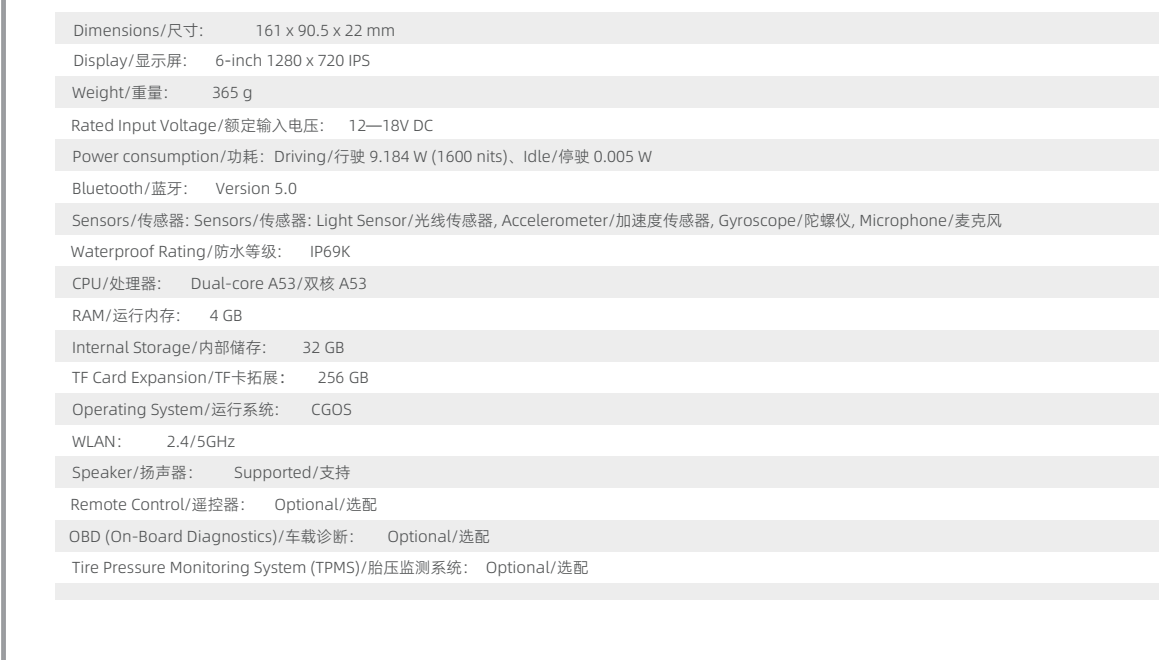 Dimensions/尺寸： 161 x 90.5 x 22 mm
Display/显示屏： 6-inch 1280 x 720 IPS
Weight/重量： 365 g
Rated Input Voltage/额定输入电压： 12—18V DC
Power consumption/功耗：Driving/行驶 9.184 W (1600 nits)、Idle/停驶 0.005 W
Bluetooth/蓝牙： Version 5.0
Sensors/传感器: Sensors/传感器: Light Sensor/光线传感器, Accelerometer/加速度传感器, Gyroscope/陀螺仪, Microphone/麦克风
Waterproof Rating/防水等级： IP69K
CPU/处理器： Dual-core A53/双核 A53
RAM/运行内存： 4 GB
Internal Storage/内部储存： 32 GB
TF Card Expansion/TF卡拓展： 256 GB
Operating System/运行系统： CGOS
WLAN： 2.4/5GHz
Speaker/扬声器： Supported/支持
Remote Control/遥控器： Optional/选配
OBD (On-Board Diagnostics)/车载诊断： Optional/选配
Tire Pressure Monitoring System (TPMS)/胎压监测系统： Optional/选配